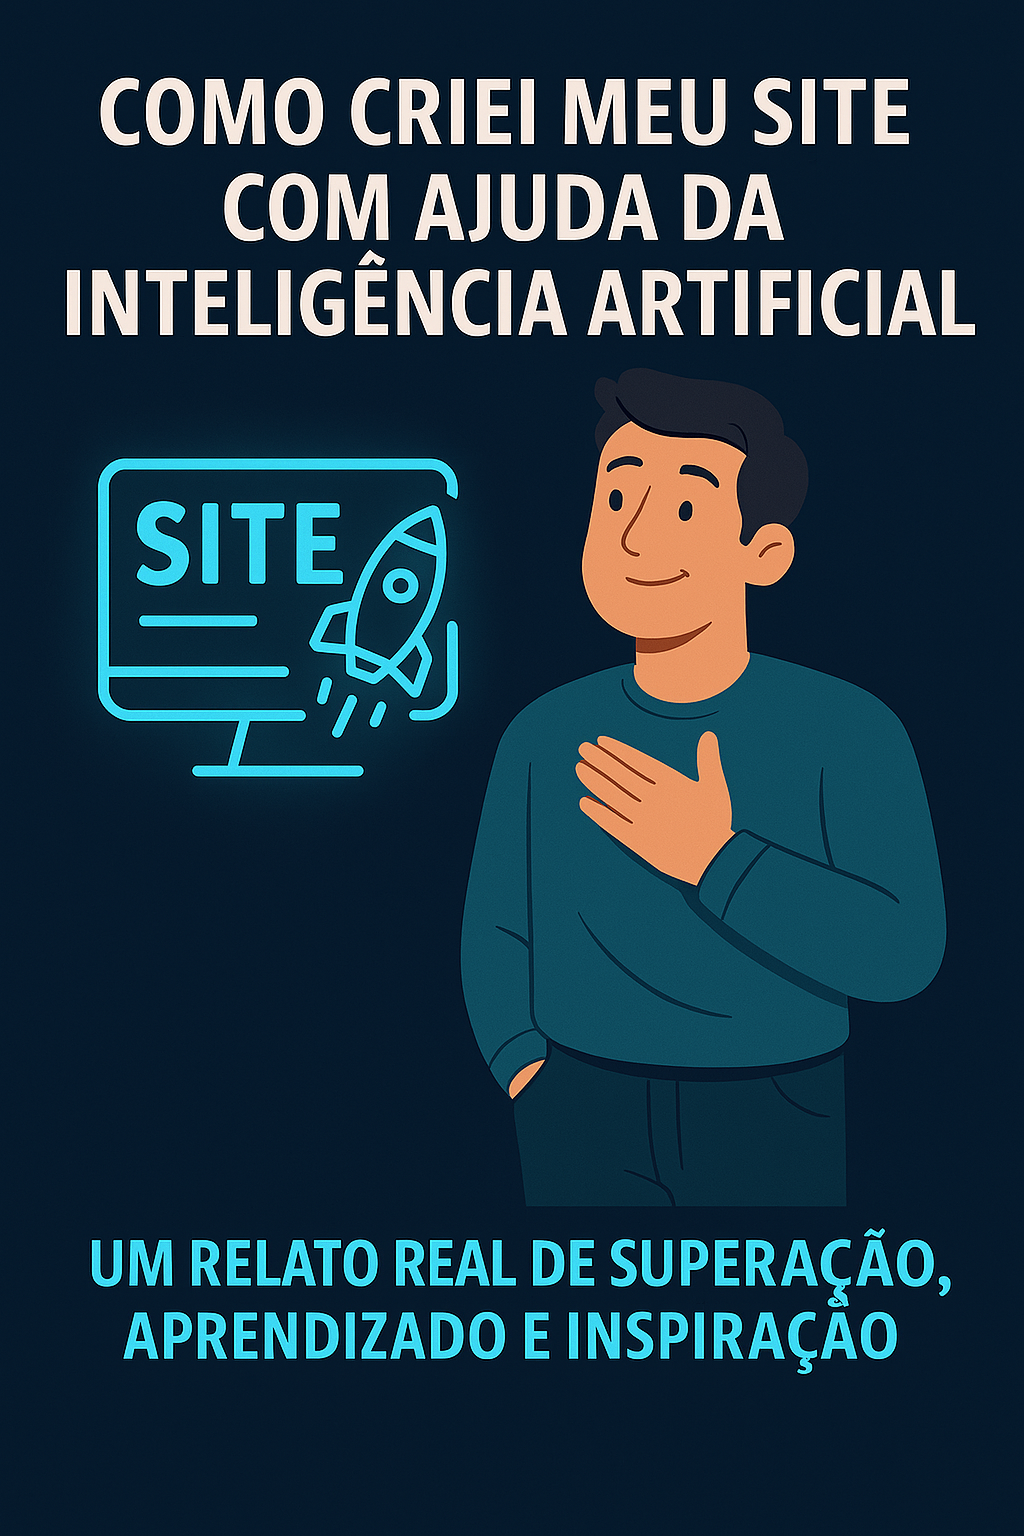 COMO CRIEI MEU SITE
COM AJUDA DA
INTELIGÊNCIA ARTIFICIAL
SITE
UM RELATO REAL DE SUPERAÇÃO,
APRENDIZADO E INSPIRAÇÃO